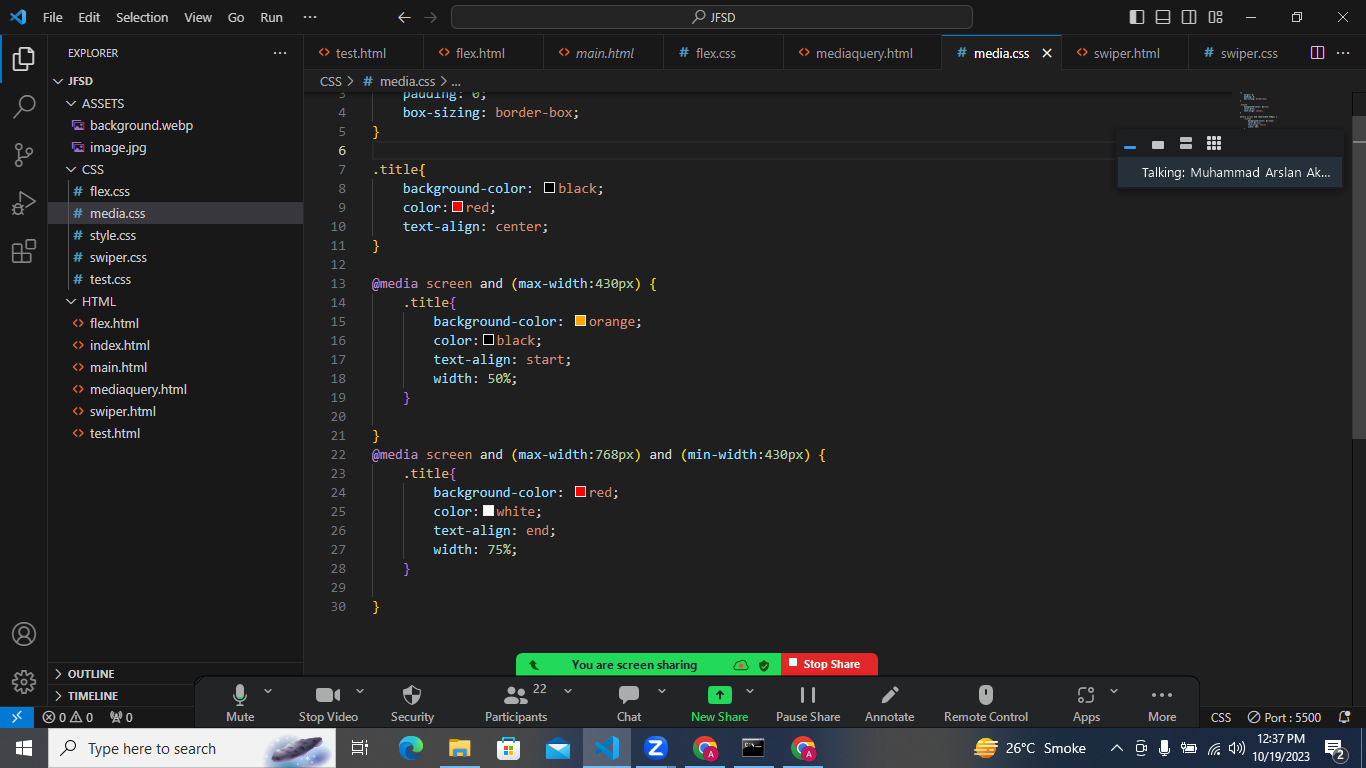 File Edit Selection View Go Run ···
JFSD
EXPLORER
JFSD
ASSETS
background.webp
image.jpg
CSS
# flex.css
# media.css
# style.css
# swiper.css
# test.css
HTML
<> flex.html
<> index.html
<> main.html
<> mediaquery.html
<> swiper.html
<> test.html
OUTLINE
TIMELINE
<> test.html <> flex.html <> main.html # flex.css <> mediaquery.html # media.css <> swiper.html # swiper.css
CSS > # media.css > ...
3 padding: 0;
4 box-sizing: border-box;
5 }
6
7 .title{
8 background-color: black;
9 color: red;
10 text-align: center;
11 }
12
13 @media screen and (max-width:430px) {
14 .title{
15 background-color: orange;
16 color: black;
17 text-align: start;
18 width: 50%;
19 }
20
21 }
22 @media screen and (max-width:768px) and (min-width:430px) {
23 .title{
24 background-color: red;
25 color: white;
26 text-align: end;
27 width: 75%;
28 }
29
30 }
Talking: Muhammad Arslan Ak...
You are screen sharing Stop Share
Mute Stop Video Security Participants 22 Chat New Share Pause Share Annotate Remote Control Apps More
0 0 0 CSS Port : 5500
Type here to search
26°C Smoke
12:37 PM
10/19/2023
2